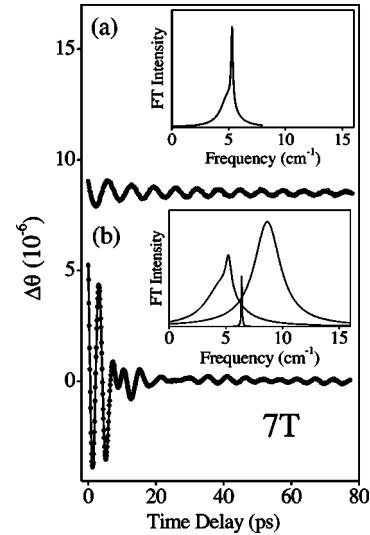 15
(a)
FT Intensity
0 5 10 15
Frequency (cm⁻¹)
10
(b)
FT Intensity
0 5 10 15
Frequency (cm⁻¹)
5
Δθ (10⁻⁶)
0
7T
0 20 40 60 80
Time Delay (ps)